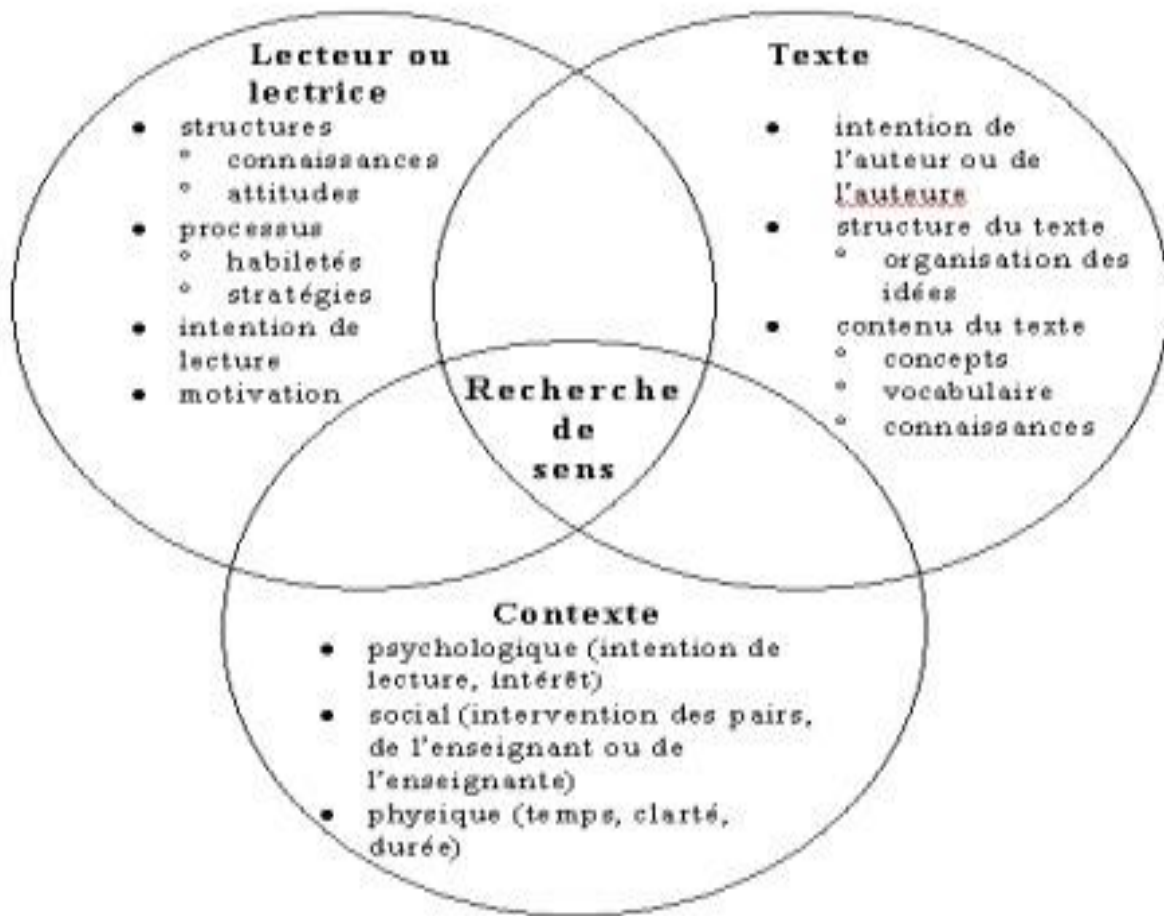 Lecteur ou
lectrice
• structures
° connaissances
° attitudes
• processus
° habiletés
° stratégies
• intention de
lecture
• motivation
Texte
• intention de
l'auteur ou de
l'auteure
• structure du texte
° organisation des
idées
• contenu du texte
° concepts
° vocabulaire
° connaissances
Recherche
de
sens
Contexte
• psychologique (intention de
lecture, intérêt)
• social (intervention des pairs,
de l'enseignant ou de
l'enseignante)
• physique (temps, clarté,
durée)